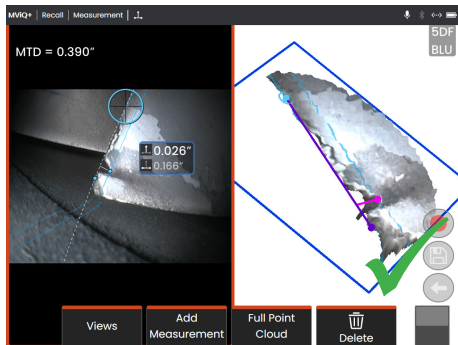 MViQ+ Recall Measurement
5DF
BLU
MTD = 0.390"
0.026"
0.166"
Views
Add
Measurement
Full Point
Cloud
Delete